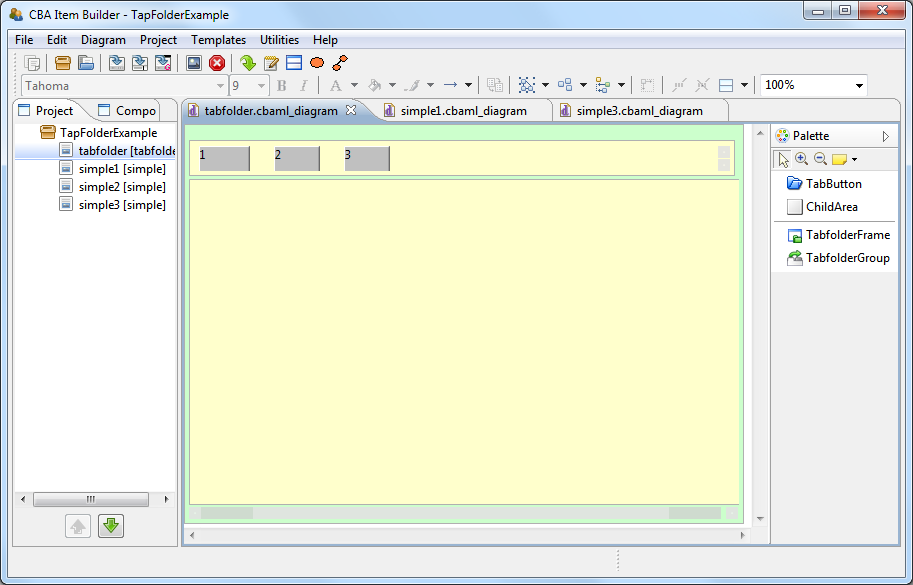 CBA Item Builder - TapFolderExample
File Edit Diagram Project Templates Utilities Help
Tahoma 9 B I A 100%
Project Compo tabfolder.cbaml_diagram simple1.cbaml_diagram simple3.cbaml_diagram
TapFolderExample
tabfolder [tabfolde
simple1 [simple]
simple2 [simple]
simple3 [simple]
1 2 3
Palette
TabButton
ChildArea
TabfolderFrame
TabfolderGroup